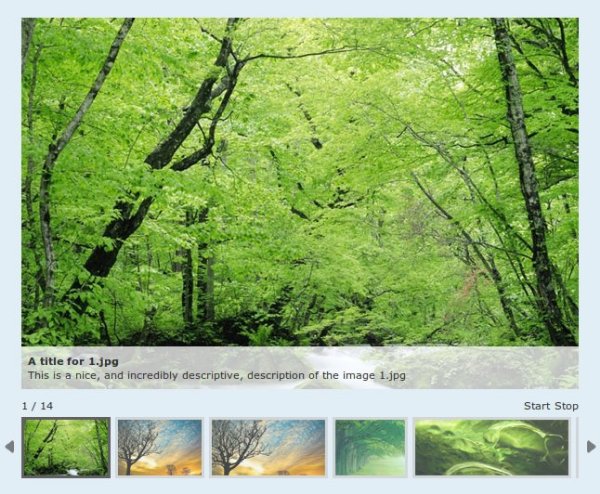 A title for 1.jpg
This is a nice, and incredibly descriptive, description of the image 1.jpg
1 / 14
Start Stop